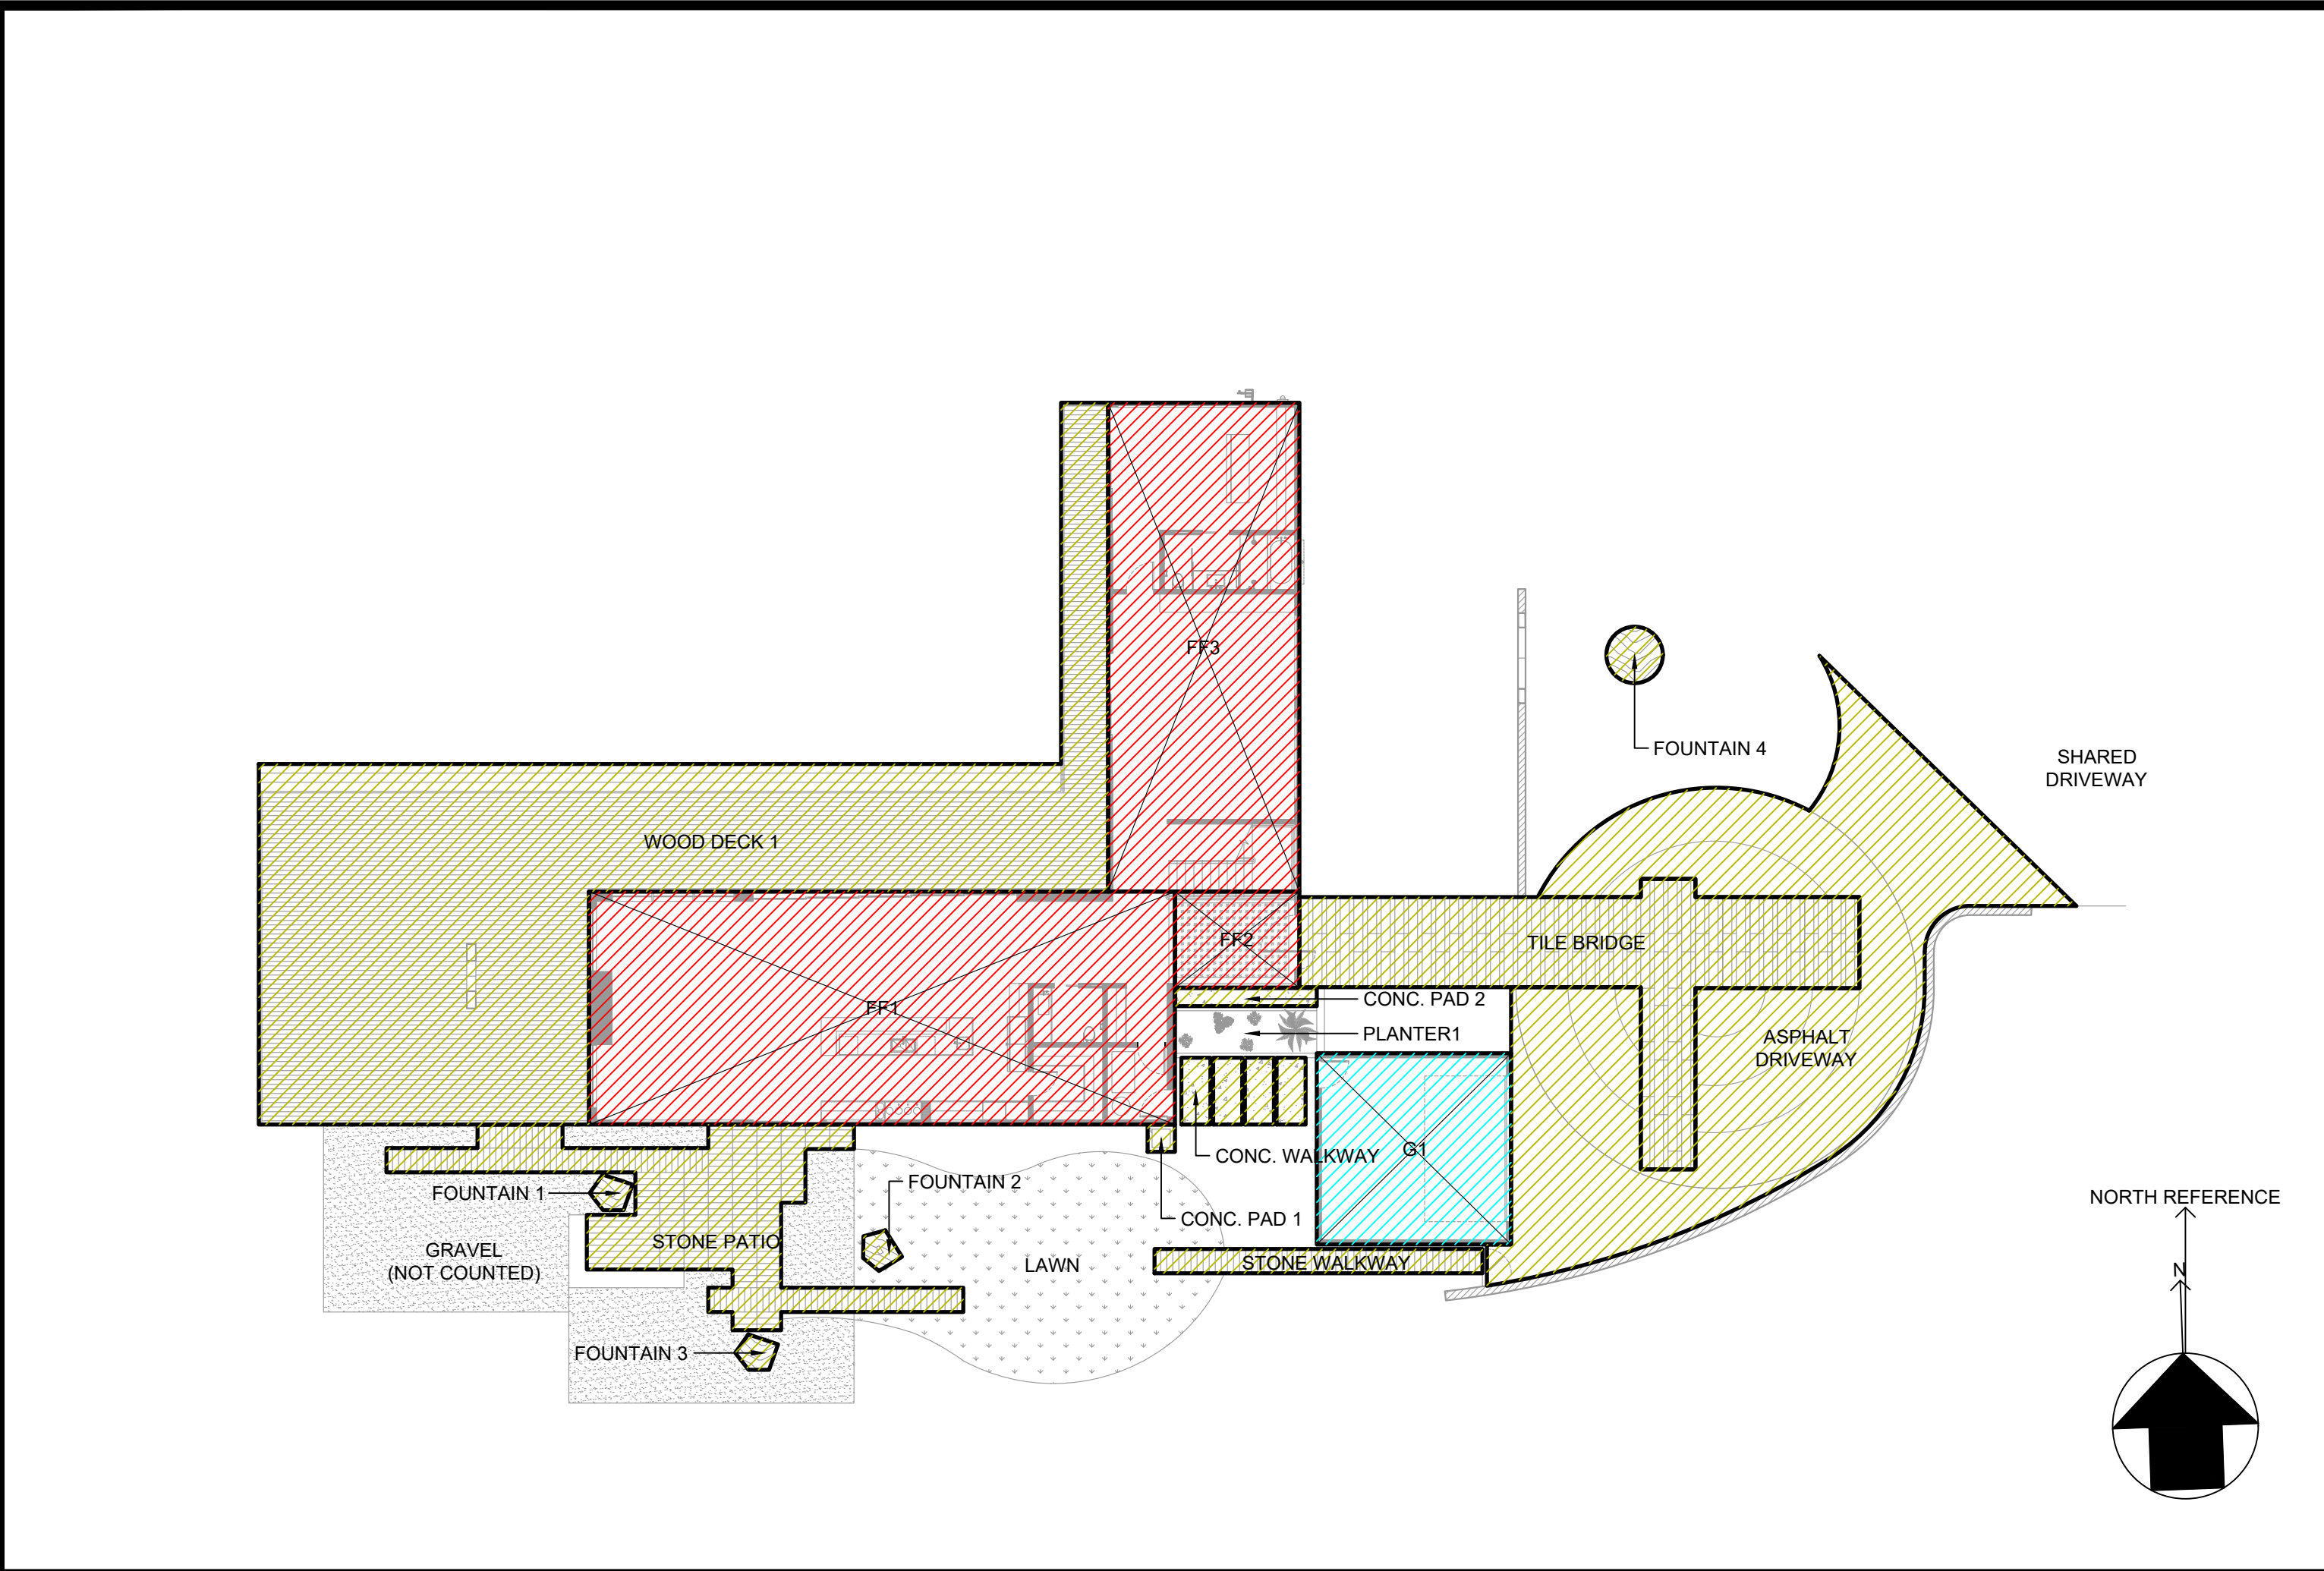 FF3
FOUNTAIN 4
SHARED
DRIVEWAY
WOOD DECK 1
FF2
TILE BRIDGE
FF1
CONC. PAD 2
PLANTER1
ASPHALT
DRIVEWAY
G1
CONC. WALKWAY
FOUNTAIN 2
FOUNTAIN 1
NORTH REFERENCE
CONC. PAD 1
STONE PATIO
GRAVEL
(NOT COUNTED)
STONE WALKWAY
LAWN
N
FOUNTAIN 3